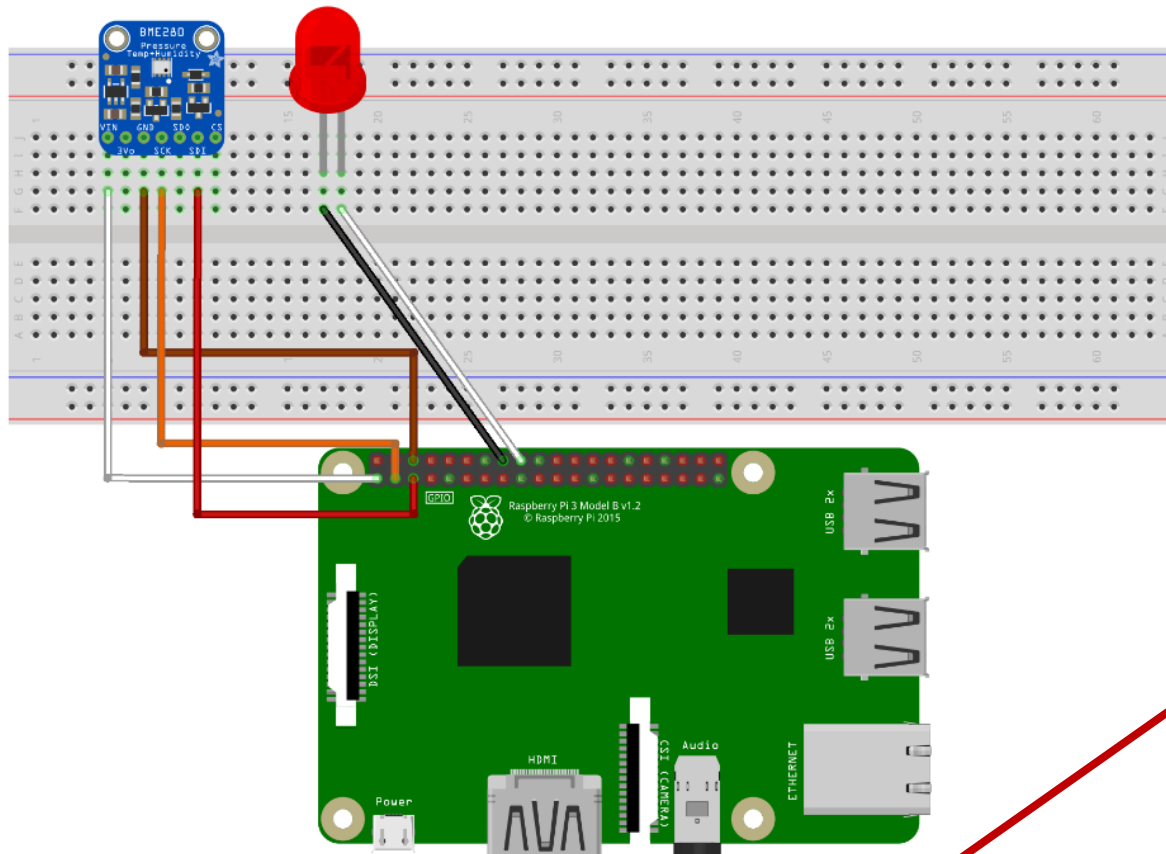 BME280
Pressure
Temp+Humidity
VIN GND SDO CS
3Vo SCK SDI
1 15
J
I
H
G
F
E
D
C
B
A
1 20 25 30 35 40 45 50 55 60
GPIO
Raspberry Pi 3 Model B v1.2
© Raspberry Pi 2015
USB 2x
DSI (DISPLAY)
USB 2x
CSI (CAMERA)
Audio
ETHERNET
HDMI
Power